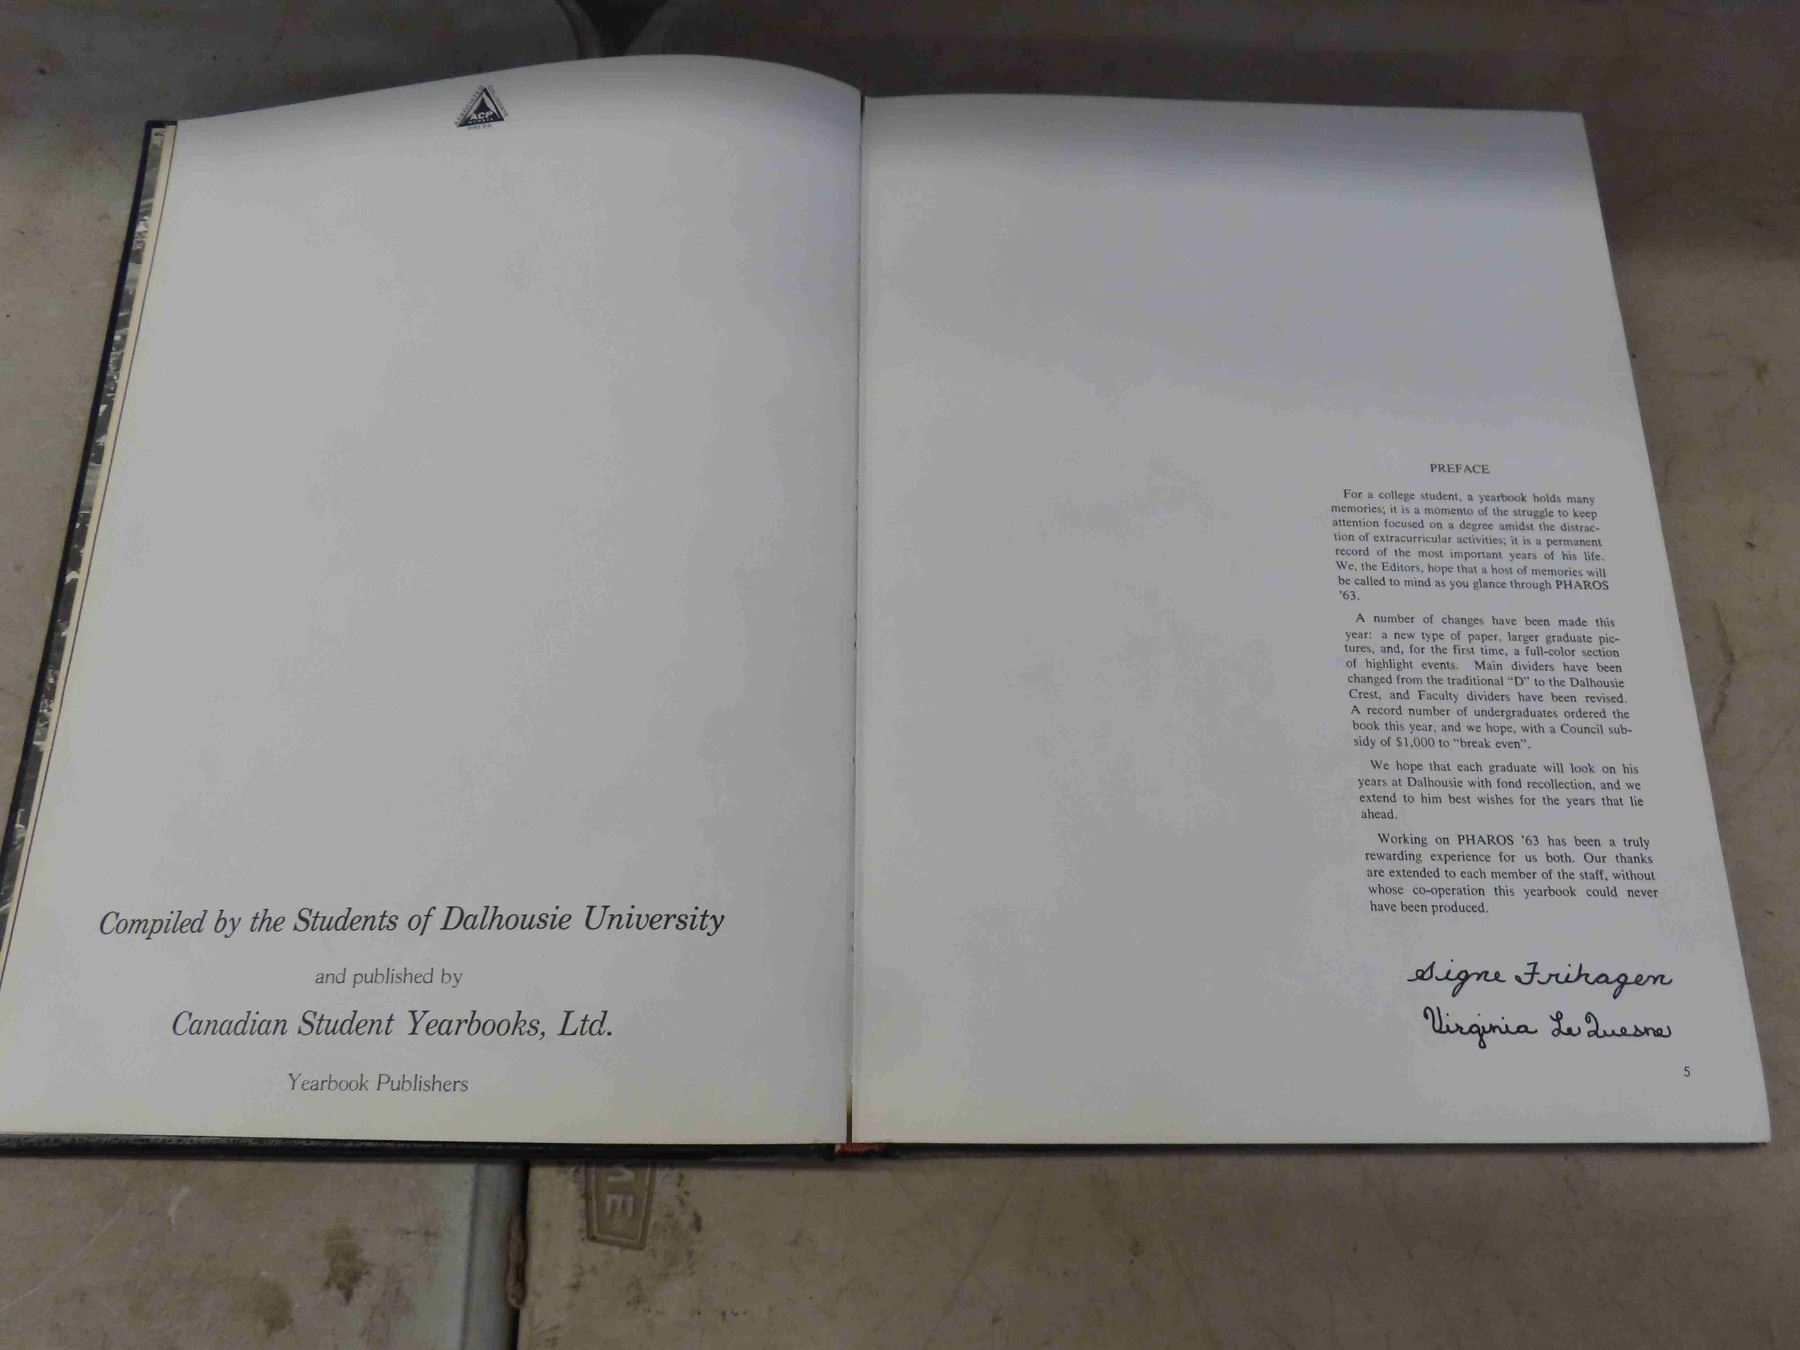 ACP
Compiled by the Students of Dalhousie University
and published by
Canadian Student Yearbooks, Ltd.
Yearbook Publishers
PREFACE
For a college student, a yearbook holds many
memories; it is a momento of the struggle to keep
attention focused on a degree amidst the distrac-
tion of extracurricular activities; it is a permanent
record of the most important years of his life.
We, the Editors, hope that a host of memories will
be called to mind as you glance through PHAROS
'63.
A number of changes have been made this
year: a new type of paper, larger graduate pic-
tures, and, for the first time, a full-color section
of highlight events. Main dividers have been
changed from the traditional “D” to the Dalhousie
Crest, and Faculty dividers have been revised.
A record number of undergraduates ordered the
book this year, and we hope, with a Council sub-
sidy of $1,000 to “break even”.
We hope that each graduate will look on his
years at Dalhousie with fond recollection, and we
extend to him best wishes for the years that lie
ahead.
Working on PHAROS '63 has been a truly
rewarding experience for us both. Our thanks
are extended to each member of the staff, without
whose co-operation this yearbook could never
have been produced.
Signe Frihagen
Virginia Le Quesne
5